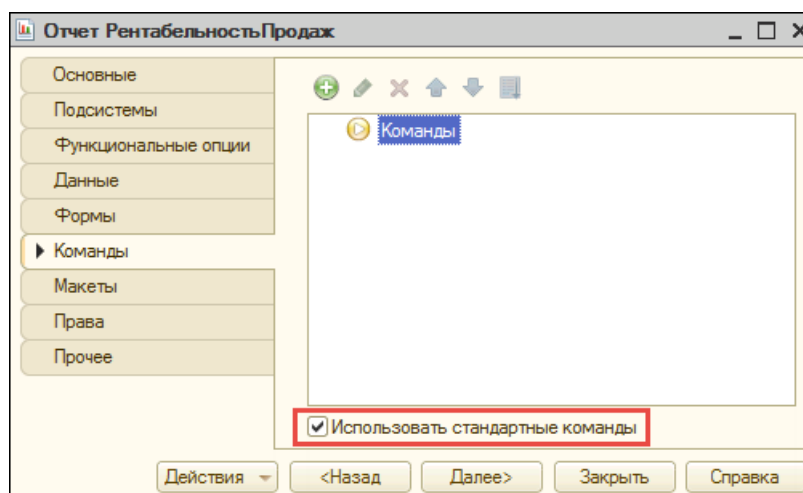 Отчет РентабельностьПродаж
Основные
Подсистемы
Функциональные опции
Данные
Формы
Команды
Макеты
Права
Прочее
Команды
Использовать стандартные команды
Действия <Назад Далее> Закрыть Справка